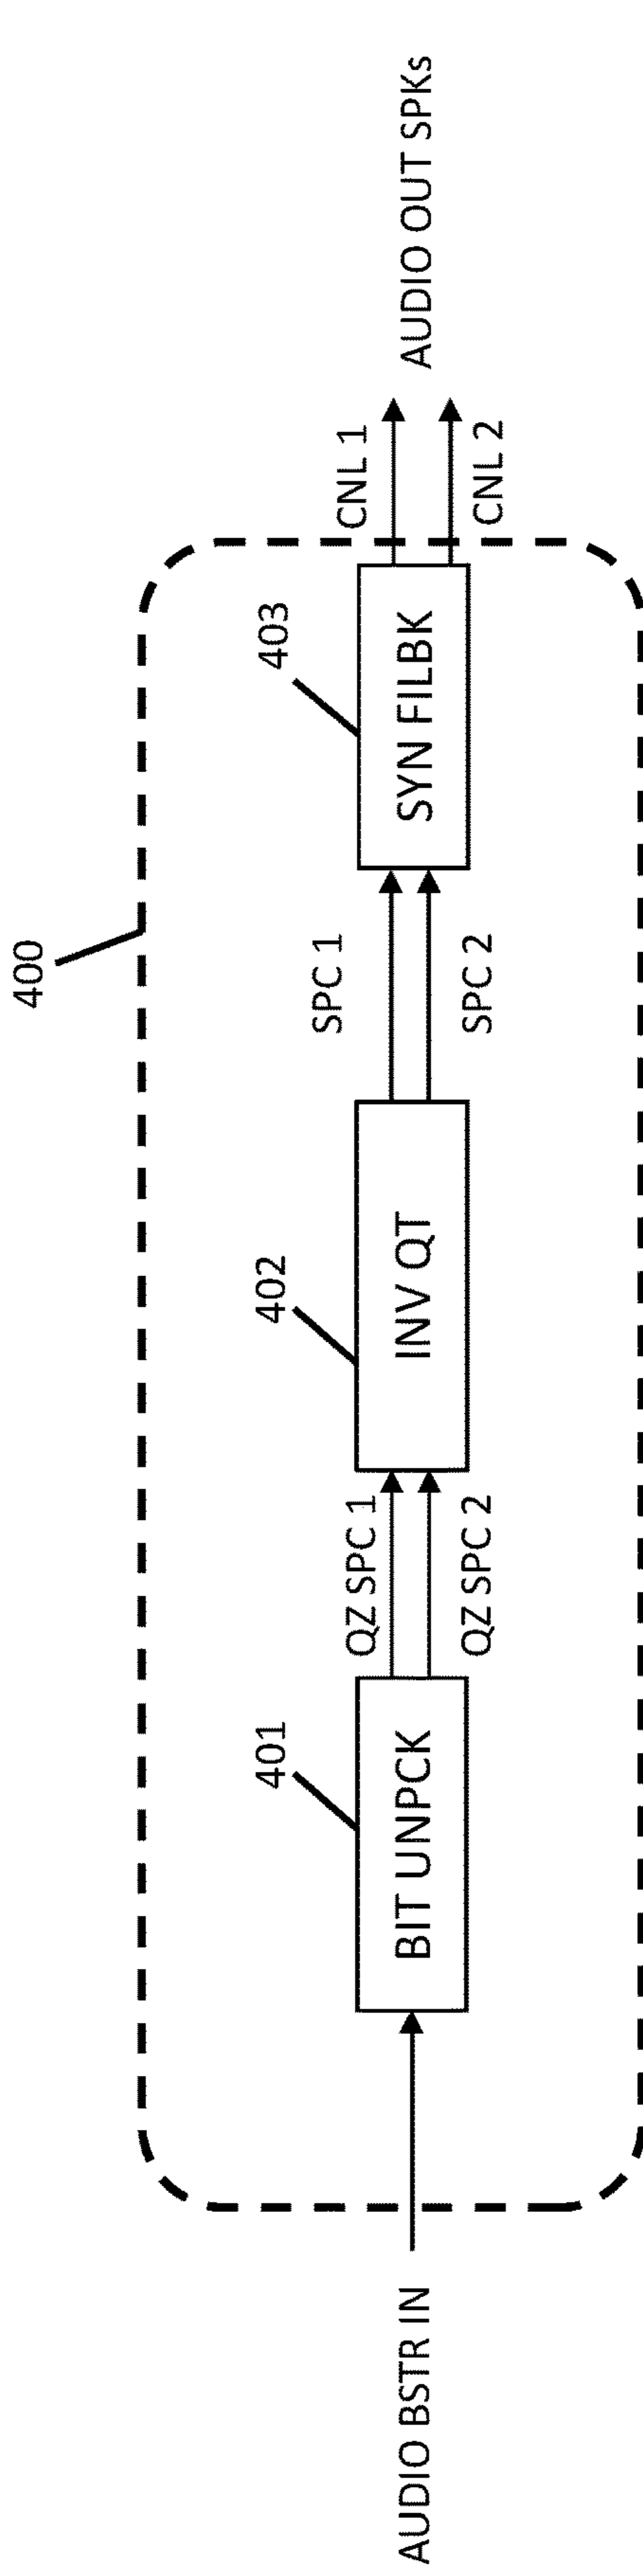 400
401
402
403
AUDIO BSTR IN
BIT UNPCK
QZ SPC 1
QZ SPC 2
INV QT
SPC 1
SPC 2
SYN FILBK
CNL 1
CNL 2
AUDIO OUT SPKs